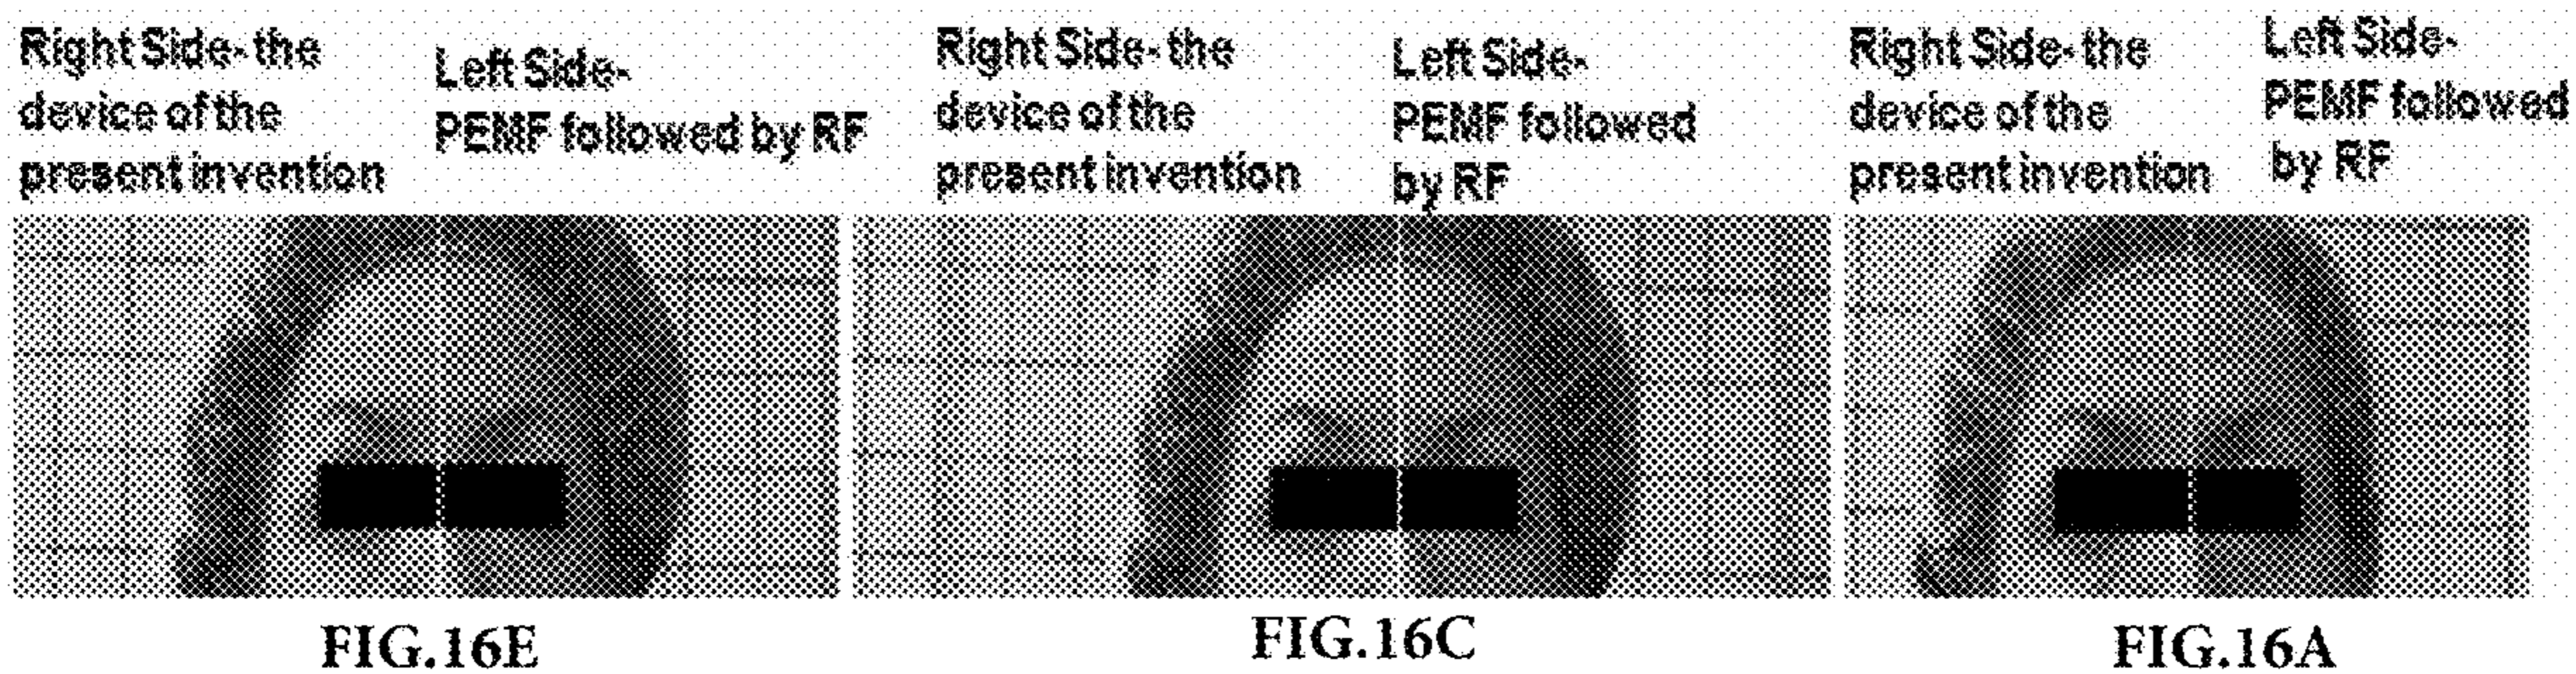 Right Side- the
device of the
present invention
Left Side-
PEMF followed by RF
Right Side- the
device of the
present invention
Left Side-
PEMF followed
by RF
Right Side- the
device of the
present invention
Left Side-
PEMF followed
by RF
FIG.16E
FIG.16C
FIG.16A